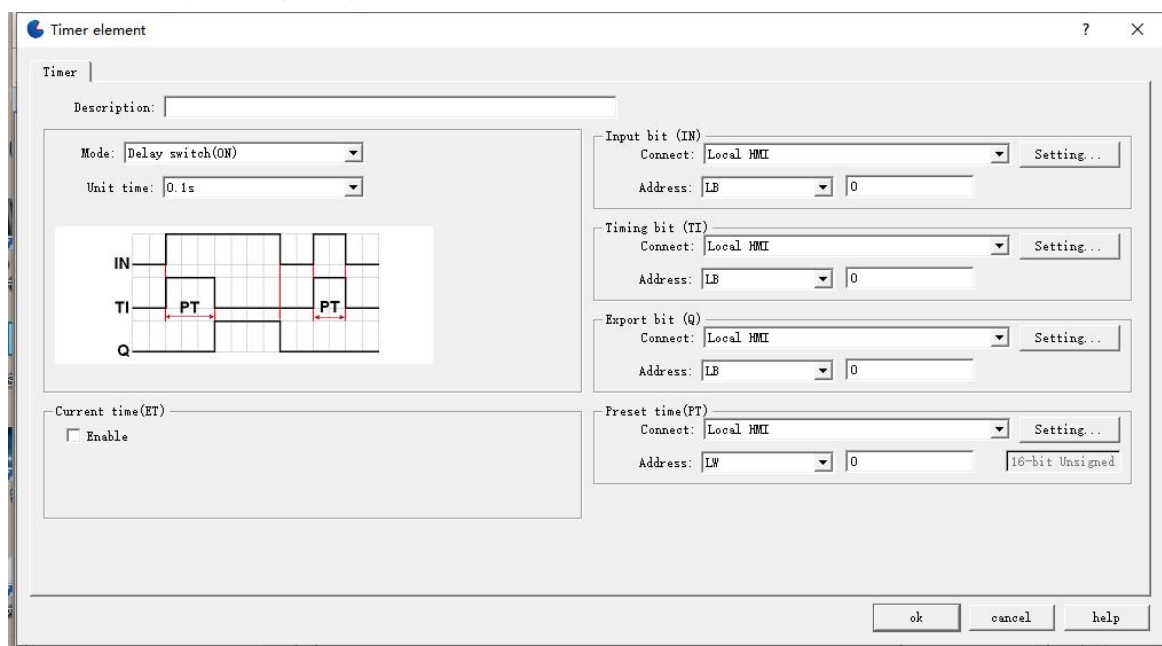 Timer element
?
Timer
Description:
Mode: Delay switch(ON)
Unit time: 0.1s
IN
TI
PT
PT
Q
Current time(ET)
Enable
Input bit (IN)
Connect: Local HMI
Setting...
Address: LB
0
Timing bit (TI)
Connect: Local HMI
Setting...
Address: LB
0
Export bit (Q)
Connect: Local HMI
Setting...
Address: LB
0
Preset time(PT)
Connect: Local HMI
Setting...
Address: LW
0
16-bit Unsigned
ok
cancel
help